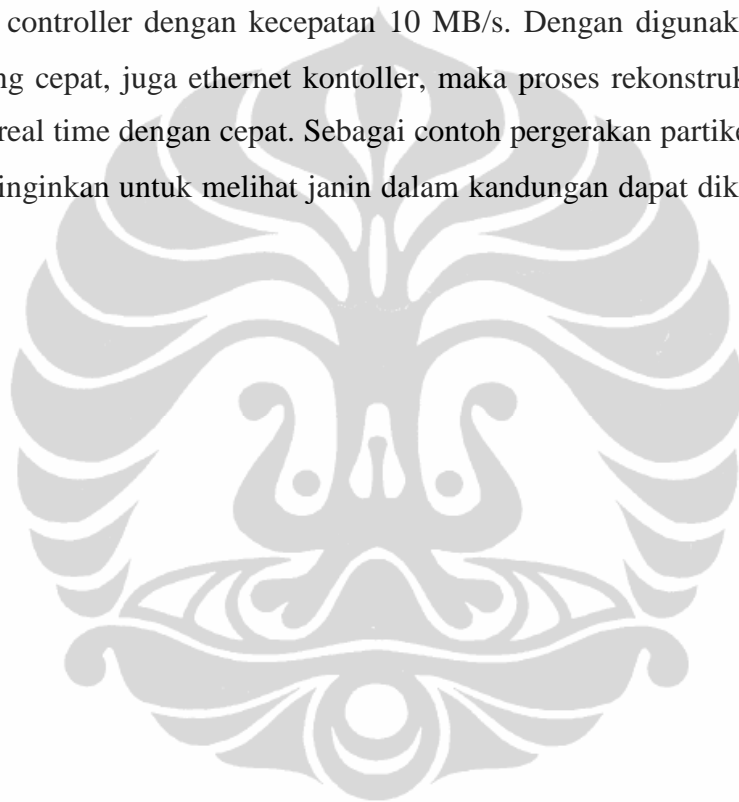 controller dengan kecepatan 10 MB/s. Dengan digunak
ng cepat, juga ethernet kontoller, maka proses rekonstruk
real time dengan cepat. Sebagai contoh pergerakan partike
inginkan untuk melihat janin dalam kandungan dapat dik